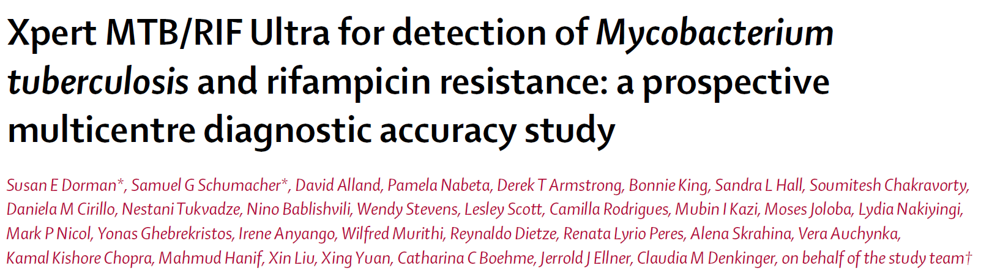 Xpert MTB/RIF Ultra for detection of Mycobacterium
tuberculosis and rifampicin resistance: a prospective
multicentre diagnostic accuracy study
Susan E Dorman*, Samuel G Schumacher*, David Alland, Pamela Nabeta, Derek T Armstrong, Bonnie King, Sandra L Hall, Soumitesh Chakravorty,
Daniela M Cirillo, Nestani Tukvadze, Nino Bablishvili, Wendy Stevens, Lesley Scott, Camilla Rodrigues, Mubin I Kazi, Moses Joloba, Lydia Nakiyingi,
Mark P Nicol, Yonas Ghebrekristos, Irene Anyango, Wilfred Murithi, Reynaldo Dietze, Renata Lyrio Peres, Alena Skrahina, Vera Auchynka,
Kamal Kishore Chopra, Mahmud Hanif, Xin Liu, Xing Yuan, Catharina C Boehme, Jerrold J Ellner, Claudia M Denkinger, on behalf of the study team†